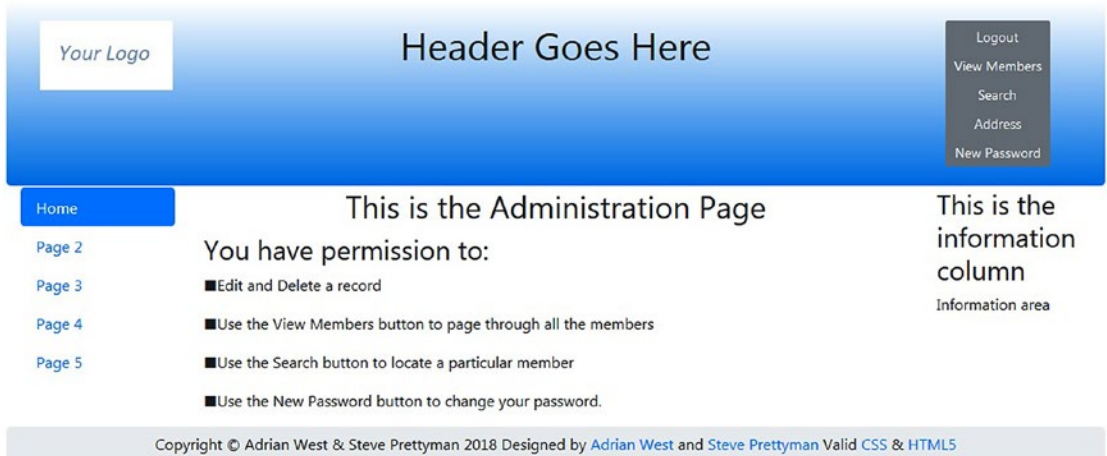 Your Logo
Header Goes Here
Logout
View Members
Search
Address
New Password
Home
Page 2
Page 3
Page 4
Page 5
This is the Administration Page
You have permission to:
■Edit and Delete a record
■Use the View Members button to page through all the members
■Use the Search button to locate a particular member
■Use the New Password button to change your password.
This is the
information
column
Information area
Copyright © Adrian West & Steve Prettyman 2018 Designed by Adrian West and Steve Prettyman Valid CSS & HTML5